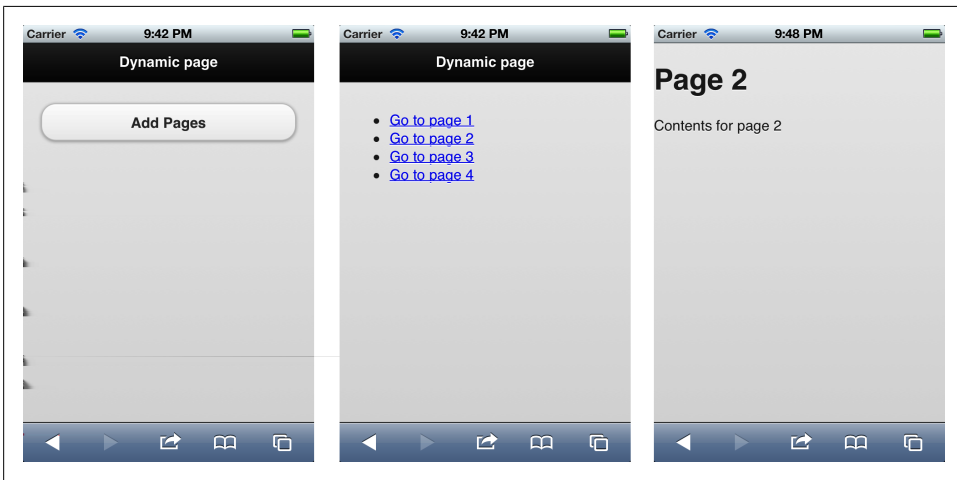 Carrier 9:42 PM
Dynamic page
Add Pages
Carrier 9:42 PM
Dynamic page
• Go to page 1
• Go to page 2
• Go to page 3
• Go to page 4
Carrier 9:48 PM
Page 2
Contents for page 2